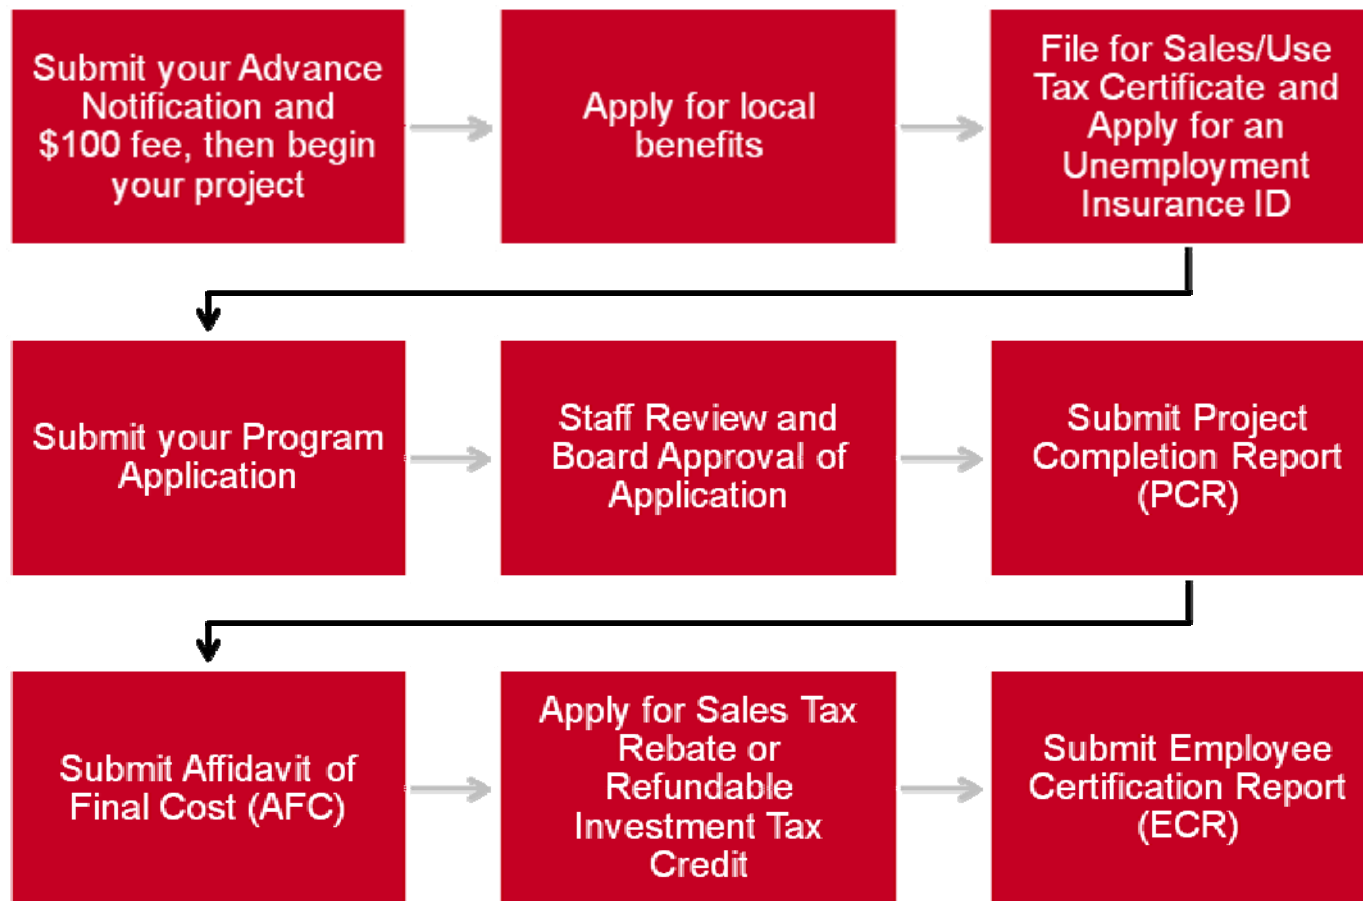 Submit your Advance
Notification and
$100 fee, then begin
your project
Apply for local
benefits
File for Sales/Use
Tax Certificate and
Apply for an
Unemployment
Insurance ID
Submit your Program
Application
Staff Review and
Board Approval of
Application
Submit Project
Completion Report
(PCR)
Submit Affidavit of
Final Cost (AFC)
Apply for Sales Tax
Rebate or
Refundable
Investment Tax
Credit
Submit Employee
Certification Report
(ECR)